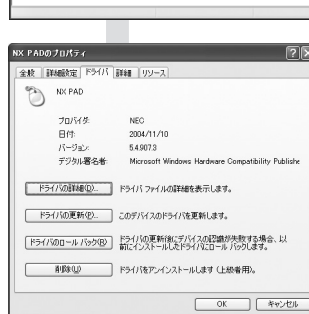 NX PADのプロパティ
全般 詳細設定 ドライバ 詳細 リソース
NX PAD
プロバイダ: NEC
日付: 2004/11/10
バージョン: 5.4.907.3
デジタル署名者: Microsoft Windows Hardware Compatibility Publishe
ドライバの詳細(D)... ドライバ ファイルの詳細を表示します。
ドライバの更新(P)... このデバイスのドライバを更新します。
ドライバのロール バック(R) ドライバの更新後にデバイスの認識が失敗する場合、以
前にインストールしたドライバにロール バックします。
削除(U) ドライバをアンインストールします (上級者用)。
OK キャンセル